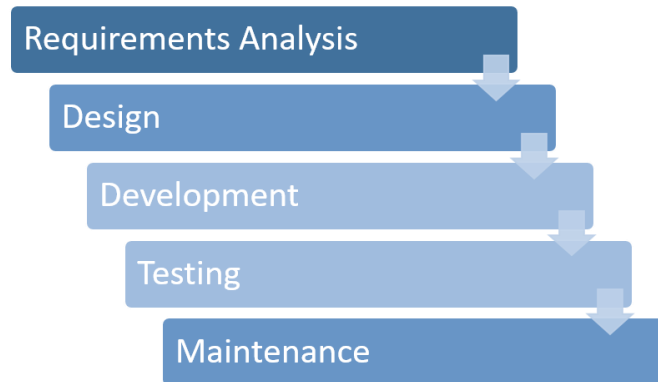 Requirements Analysis
Design
Development
Testing
Maintenance